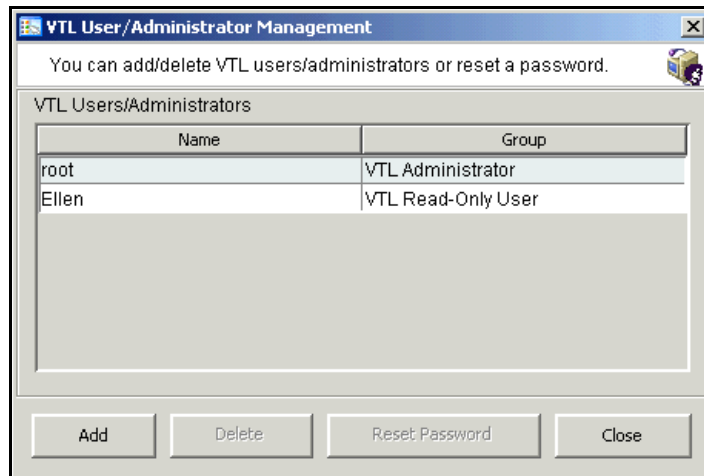 VTL User/Administrator Management
You can add/delete VTL users/administrators or reset a password.
VTL Users/Administrators
Name Group
root VTL Administrator
Ellen VTL Read-Only User
Add Delete Reset Password Close